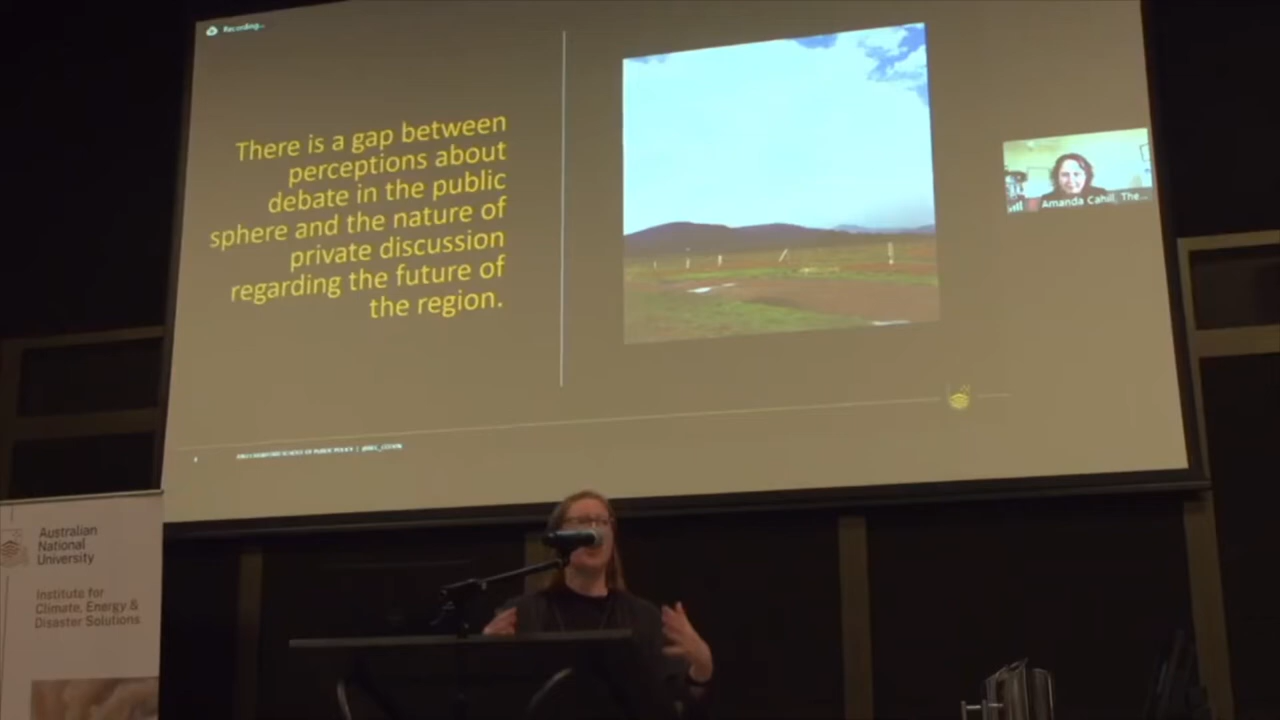 Recording...
There is a gap between
perceptions about
debate in the public
sphere and the nature of
private discussion
regarding the future of
the region.
Amanda Cahill, The...
Australian
National
University
Institute for
Climate, Energy &
Disaster Solutions